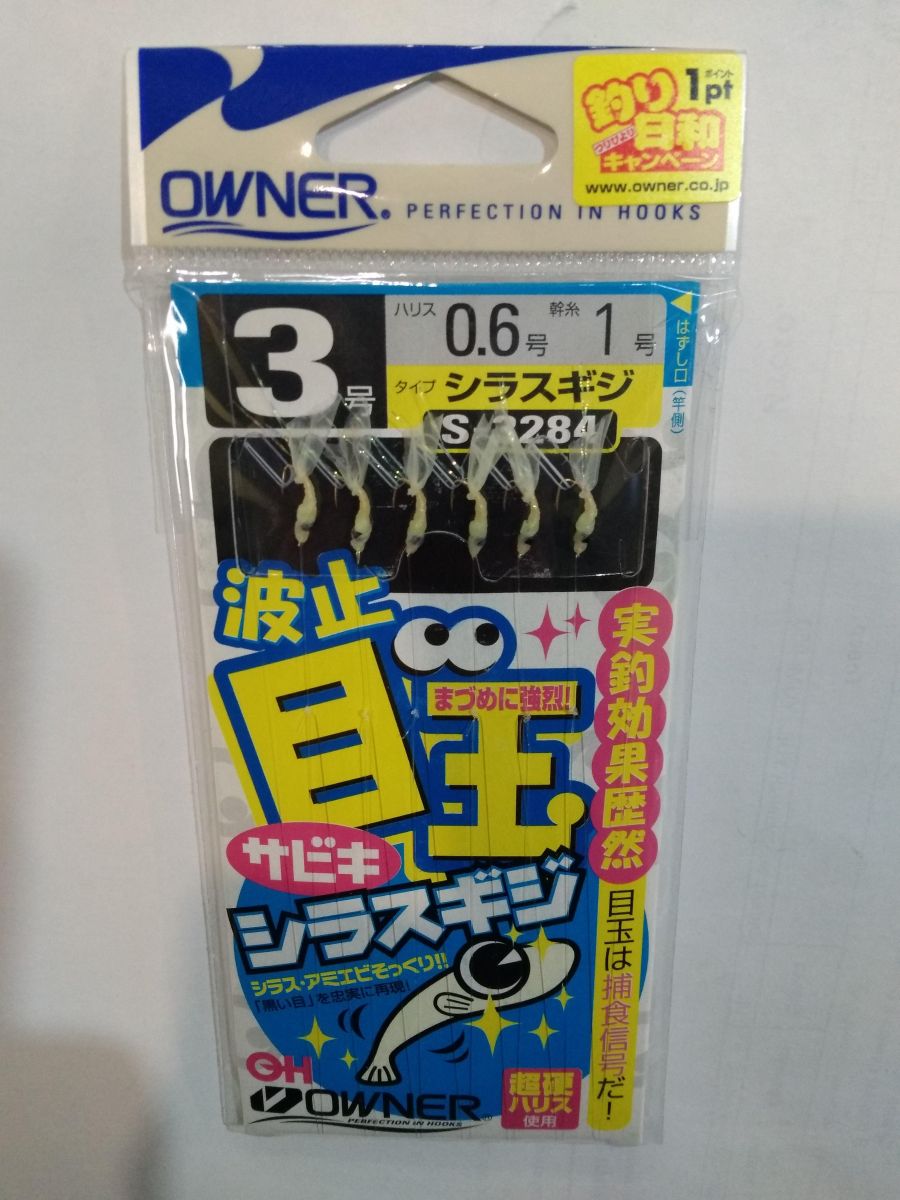 釣り
日和
つりびより
キャンペーン
1ポイントpt
www.owner.co.jp
OWNER. PERFECTION IN HOOKS
3号
ハリス 0.6号 幹糸 1号
タイプ シラスギジ
S-3284
はずし口(竿側)
波止
目玉
まづめに強烈!
サビキ
シラスギジ
シラス・アミエビそっくり!!
「黒い目」を忠実に再現!
実釣効果歴然
目玉は捕食信号だ!
OH
OWNER
PERFECTION IN HOOKS
超硬
ハリス
使用